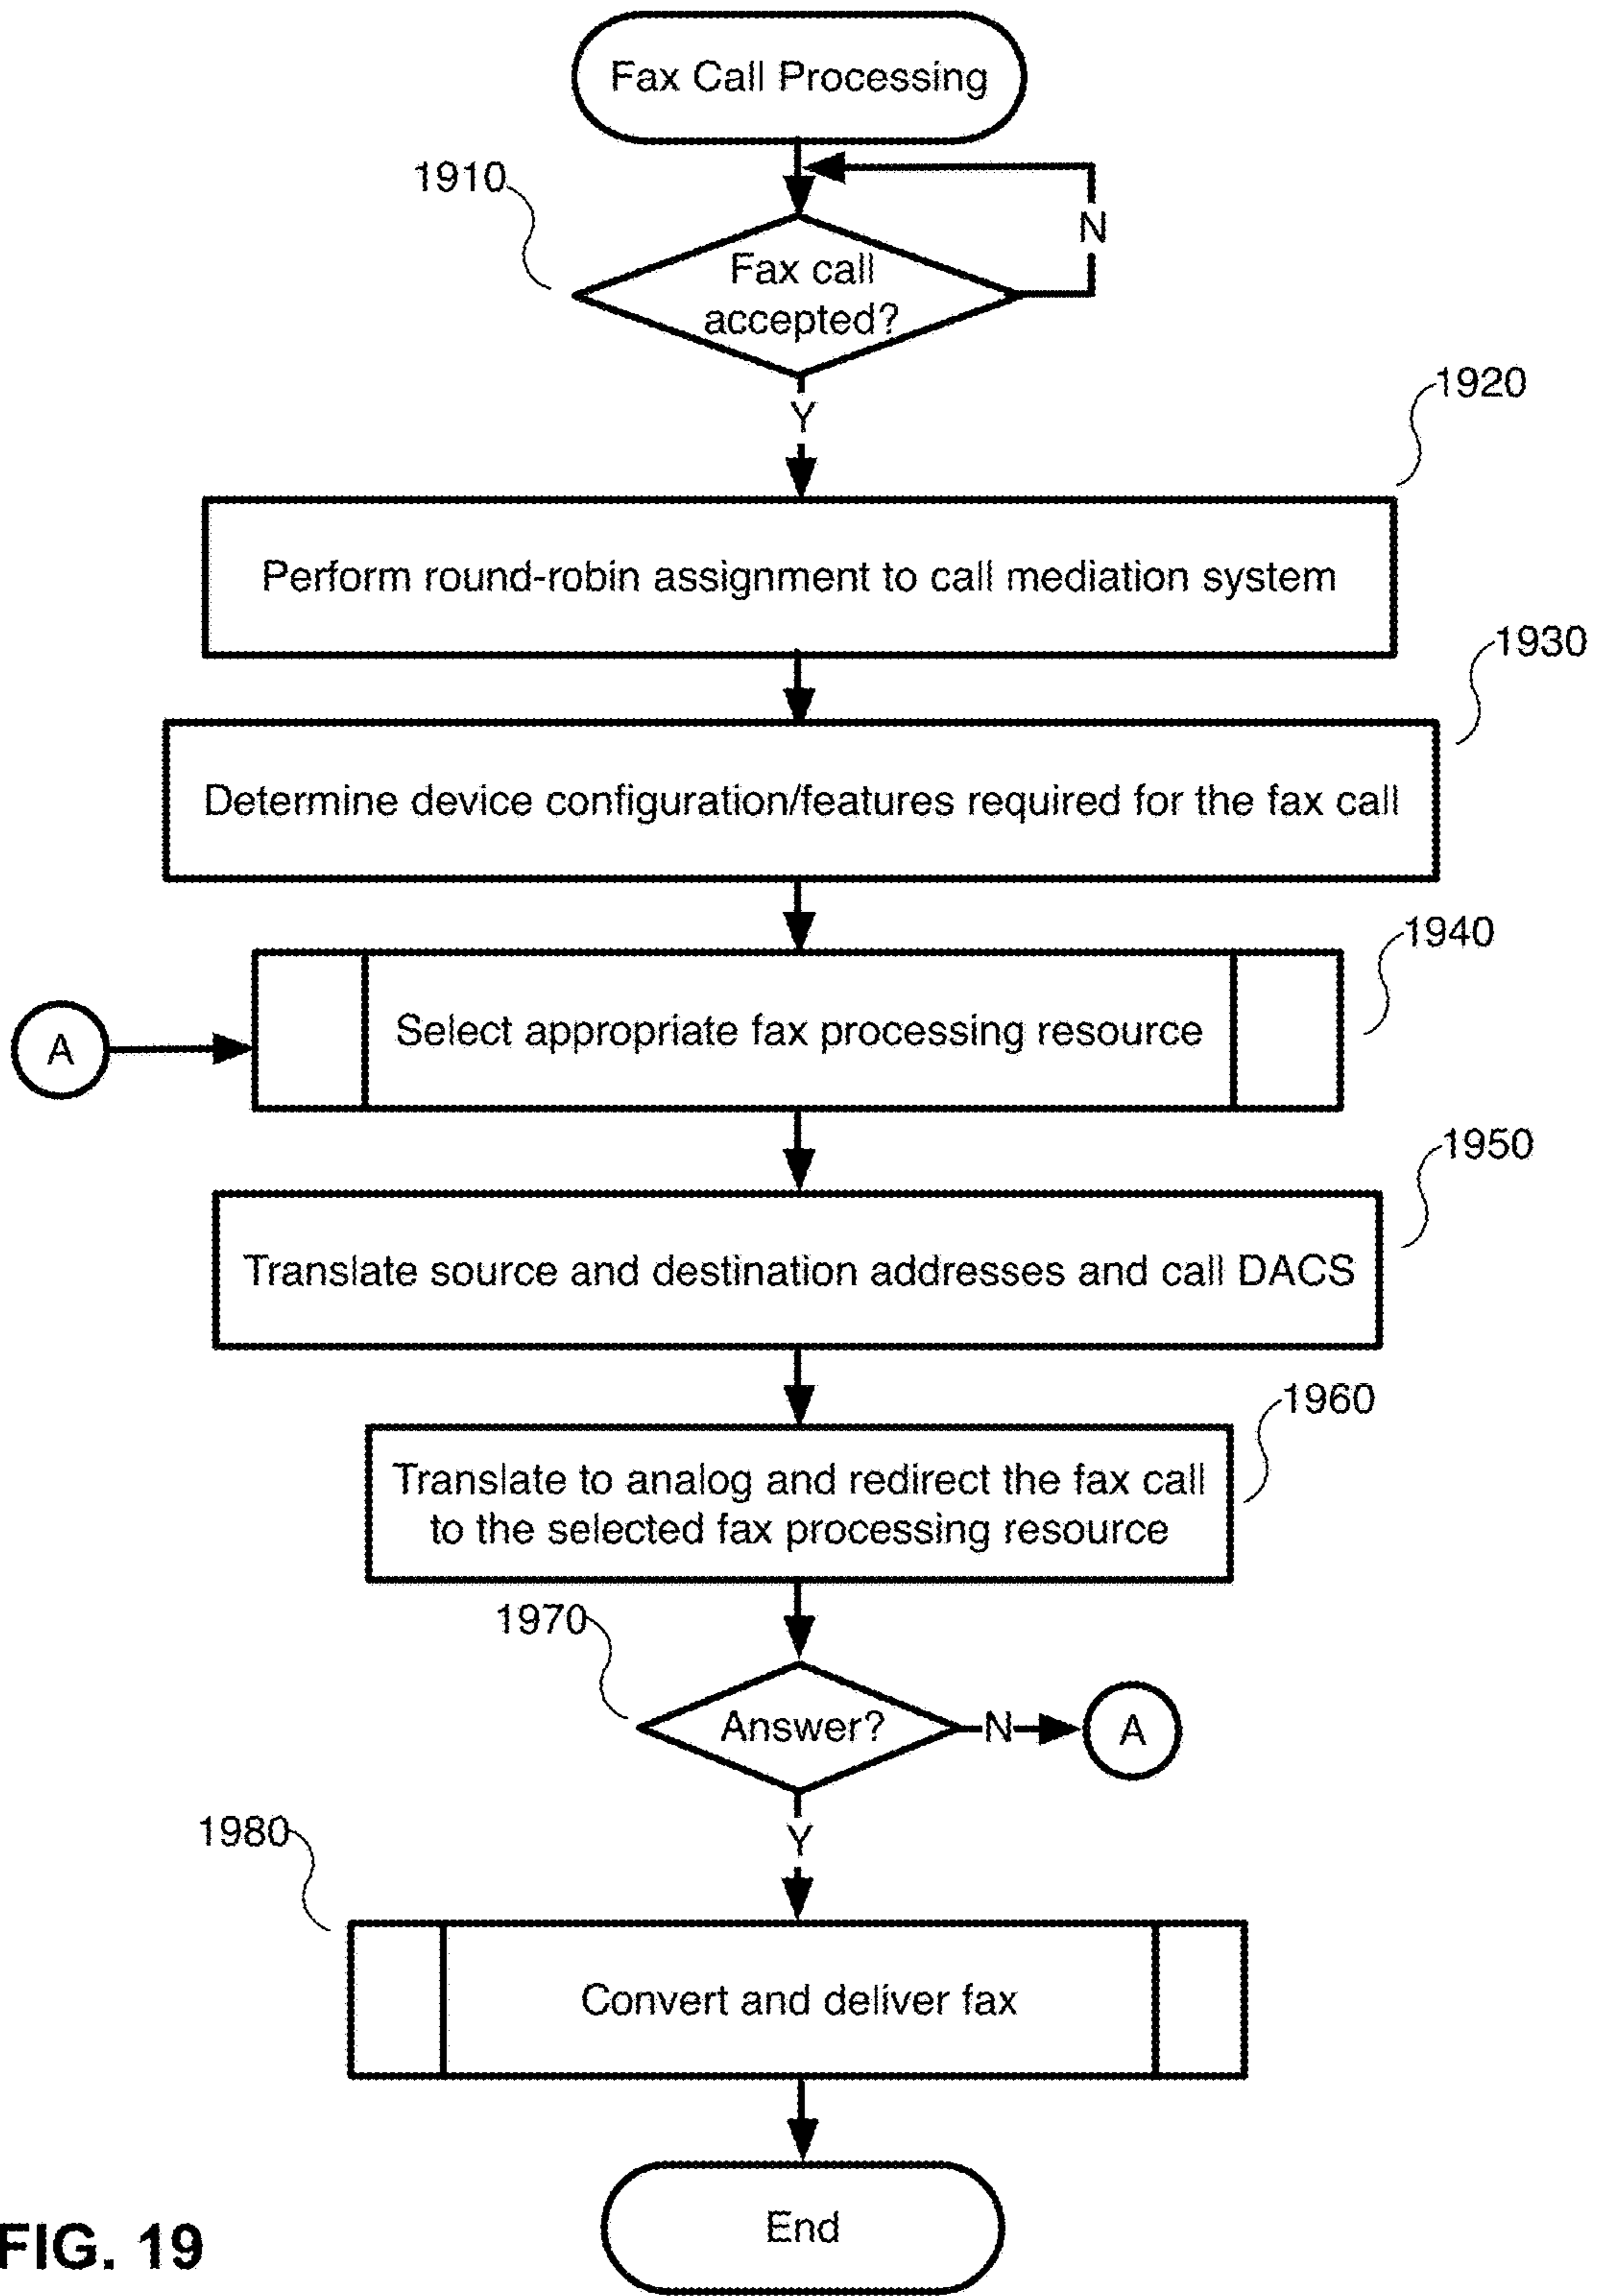 Fax Call Processing
1910
N
Fax call
accepted?
Y
1920
Perform round-robin assignment to call mediation system
1930
Determine device configuration/features required for the fax call
1940
A
Select appropriate fax processing resource
1950
Translate source and destination addresses and call DACS
1960
Translate to analog and redirect the fax call
to the selected fax processing resource
1970
Answer?
N
A
Y
1980
Convert and deliver fax
End
FIG. 19